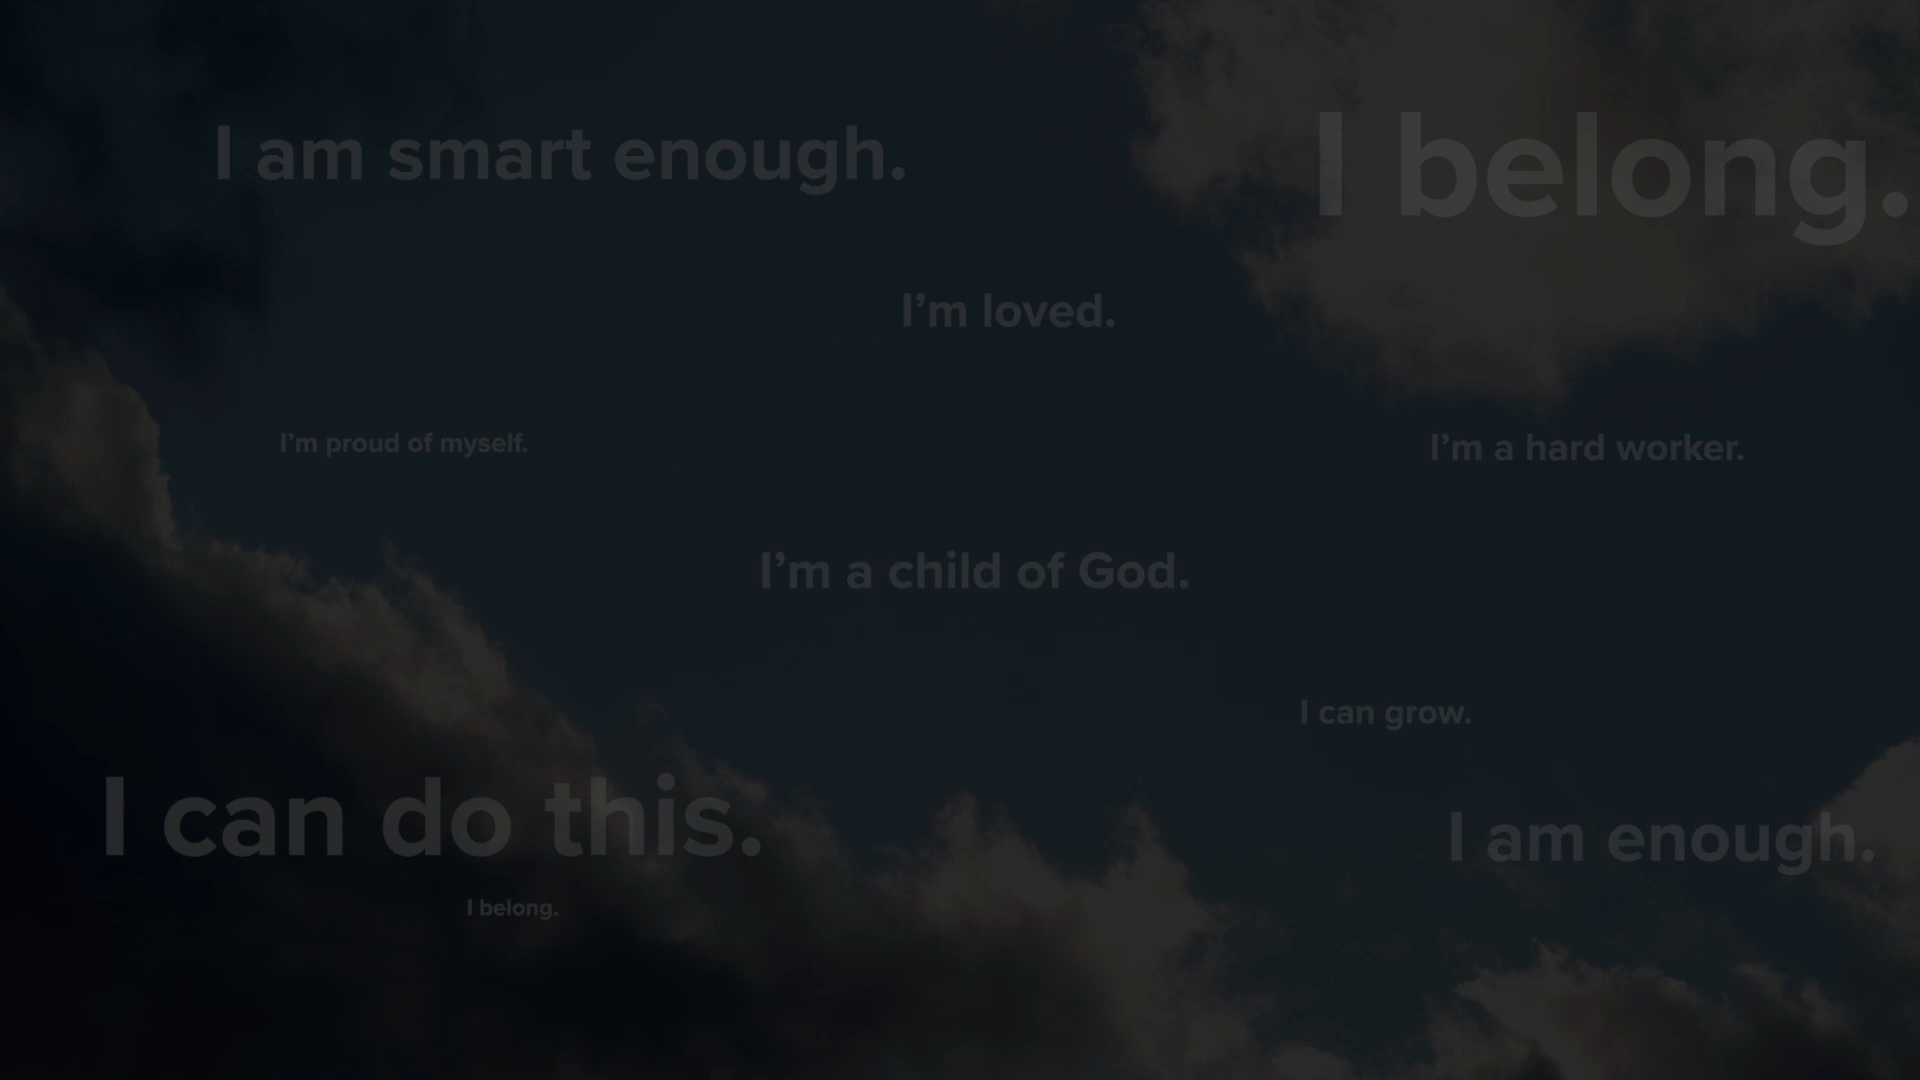 I am smart enough.
I belong.
I’m loved.
I’m proud of myself.
I’m a hard worker.
I’m a child of God.
I can grow.
I can do this.
I am enough.
I belong.